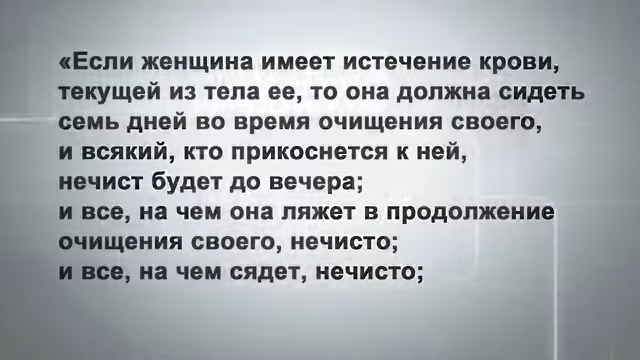 «Если женщина имеет истечение крови,
текущей из тела ее, то она должна сидеть
семь дней во время очищения своего,
и всякий, кто прикоснется к ней,
нечист будет до вечера;
и все, на чем она ляжет в продолжение
очищения своего, нечисто;
и все, на чем сядет, нечисто;